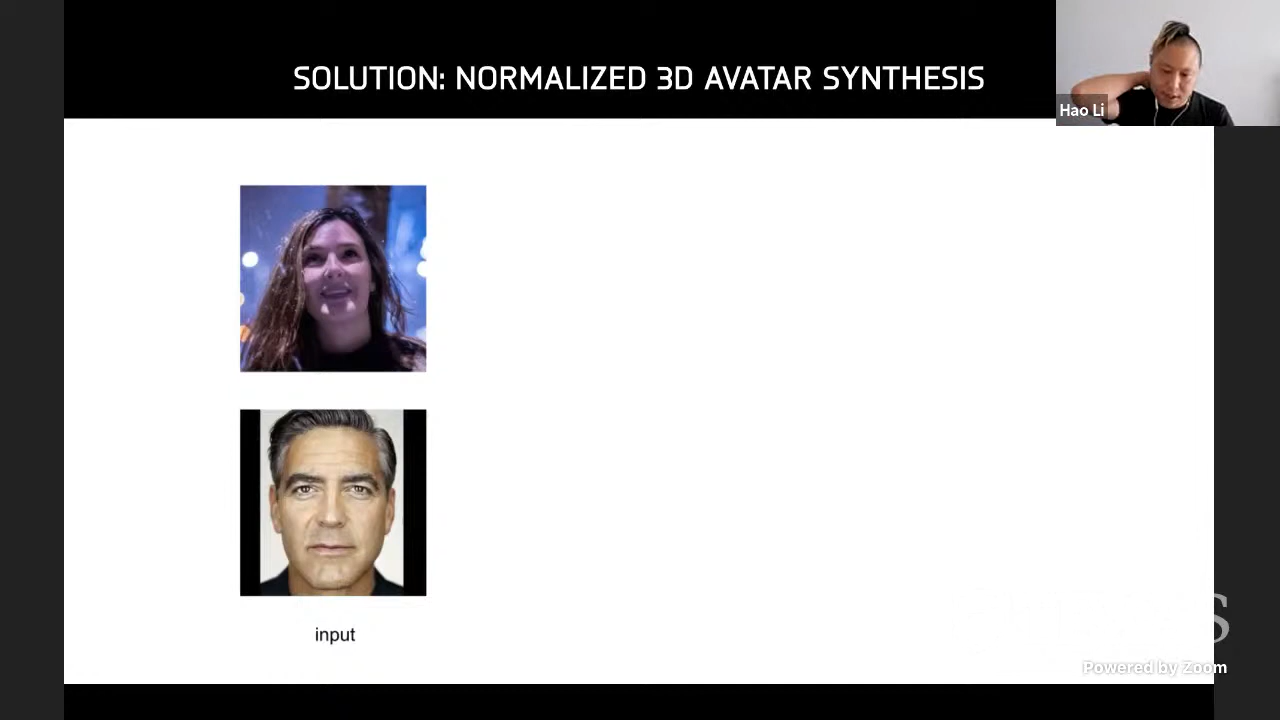 SOLUTION: NORMALIZED 3D AVATAR SYNTHESIS
Hao Li
input
S
Powered by Zoom